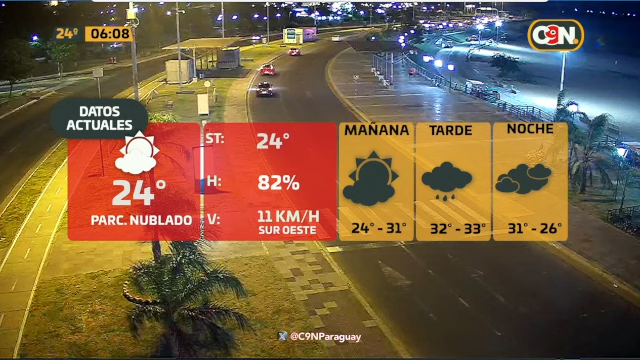 24°
06:08
C9N
DATOS
ACTUALES
24°
PARC. NUBLADO
ST: 24°
H: 82%
V: 11 KM/H
SUR OESTE
MAÑANA
24° - 31°
TARDE
32° - 33°
NOCHE
31° - 26°
@C9NParaguay